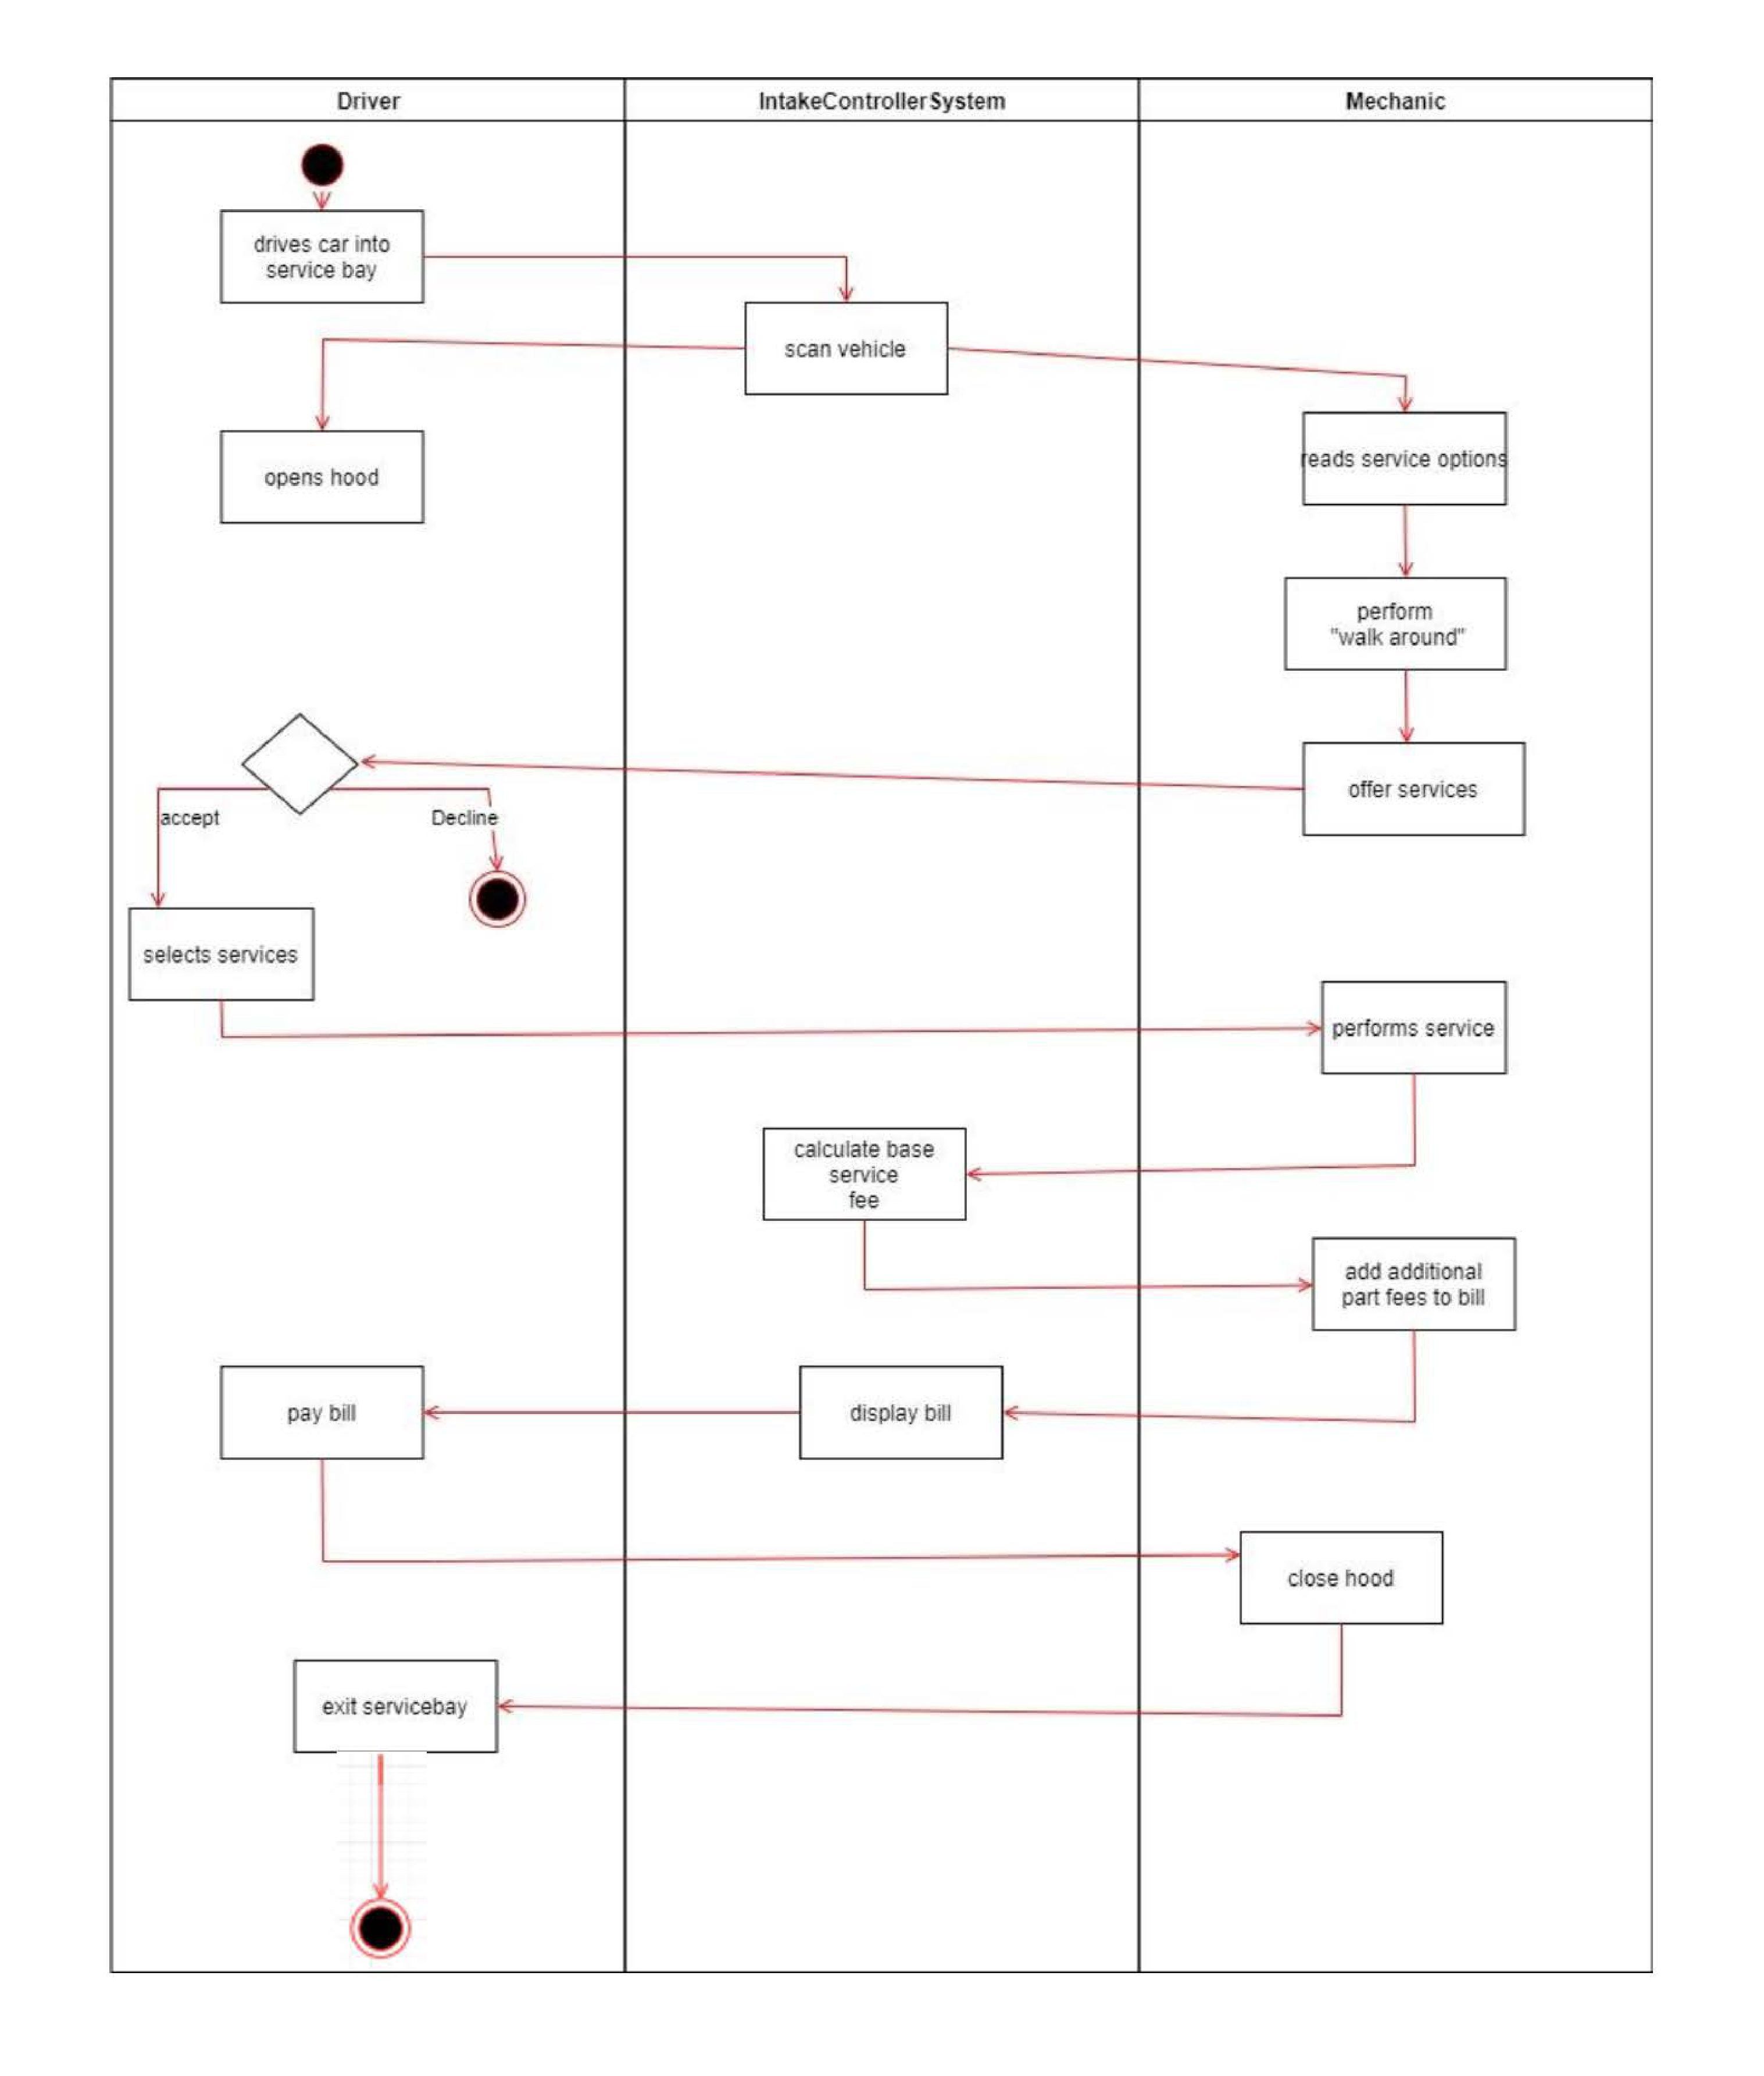 Driver
IntakeControllerSystem
Mechanic
drives car into
service bay
scan vehicle
opens hood
reads service options
perform
"walk around"
offer services
accept
Decline
selects services
performs service
calculate base
service
fee
add additional
part fees to bill
pay bill
display bill
close hood
exit servicebay